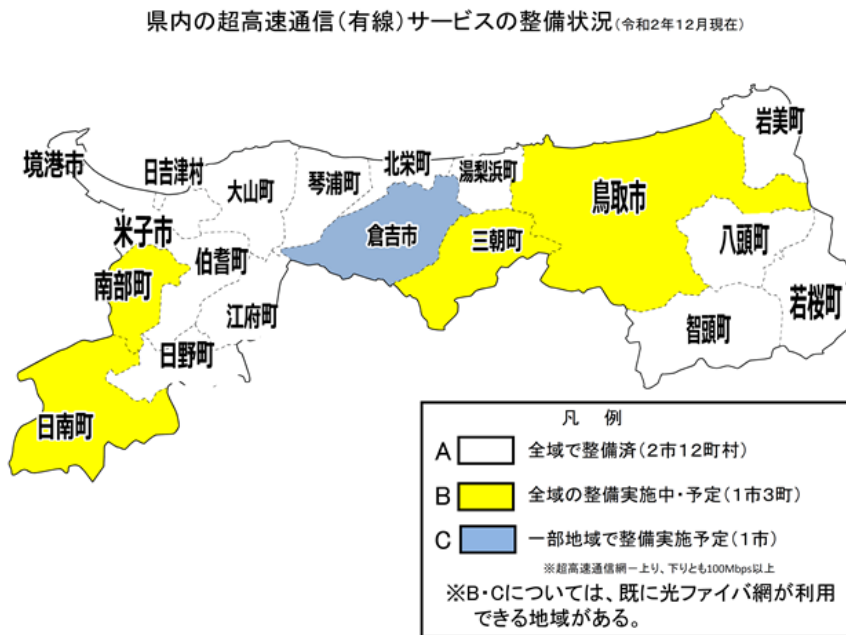 県内の超高速通信(有線)サービスの整備状況(令和2年12月現在)
岩美町
境港市
日吉津村
北栄町
湯梨浜町
大山町
琴浦町
鳥取市
米子市
倉吉市
三朝町
八頭町
伯耆町
南部町
江府町
若桜町
智頭町
日野町
日南町
凡 例
A 全域で整備済(2市12町村)
B 全域の整備実施中・予定(1市3町)
C 一部地域で整備実施予定(1市)
※超高速通信網ー上り、下りとも100Mbps以上
※B・Cについては、既に光ファイバ網が利用
できる地域がある。